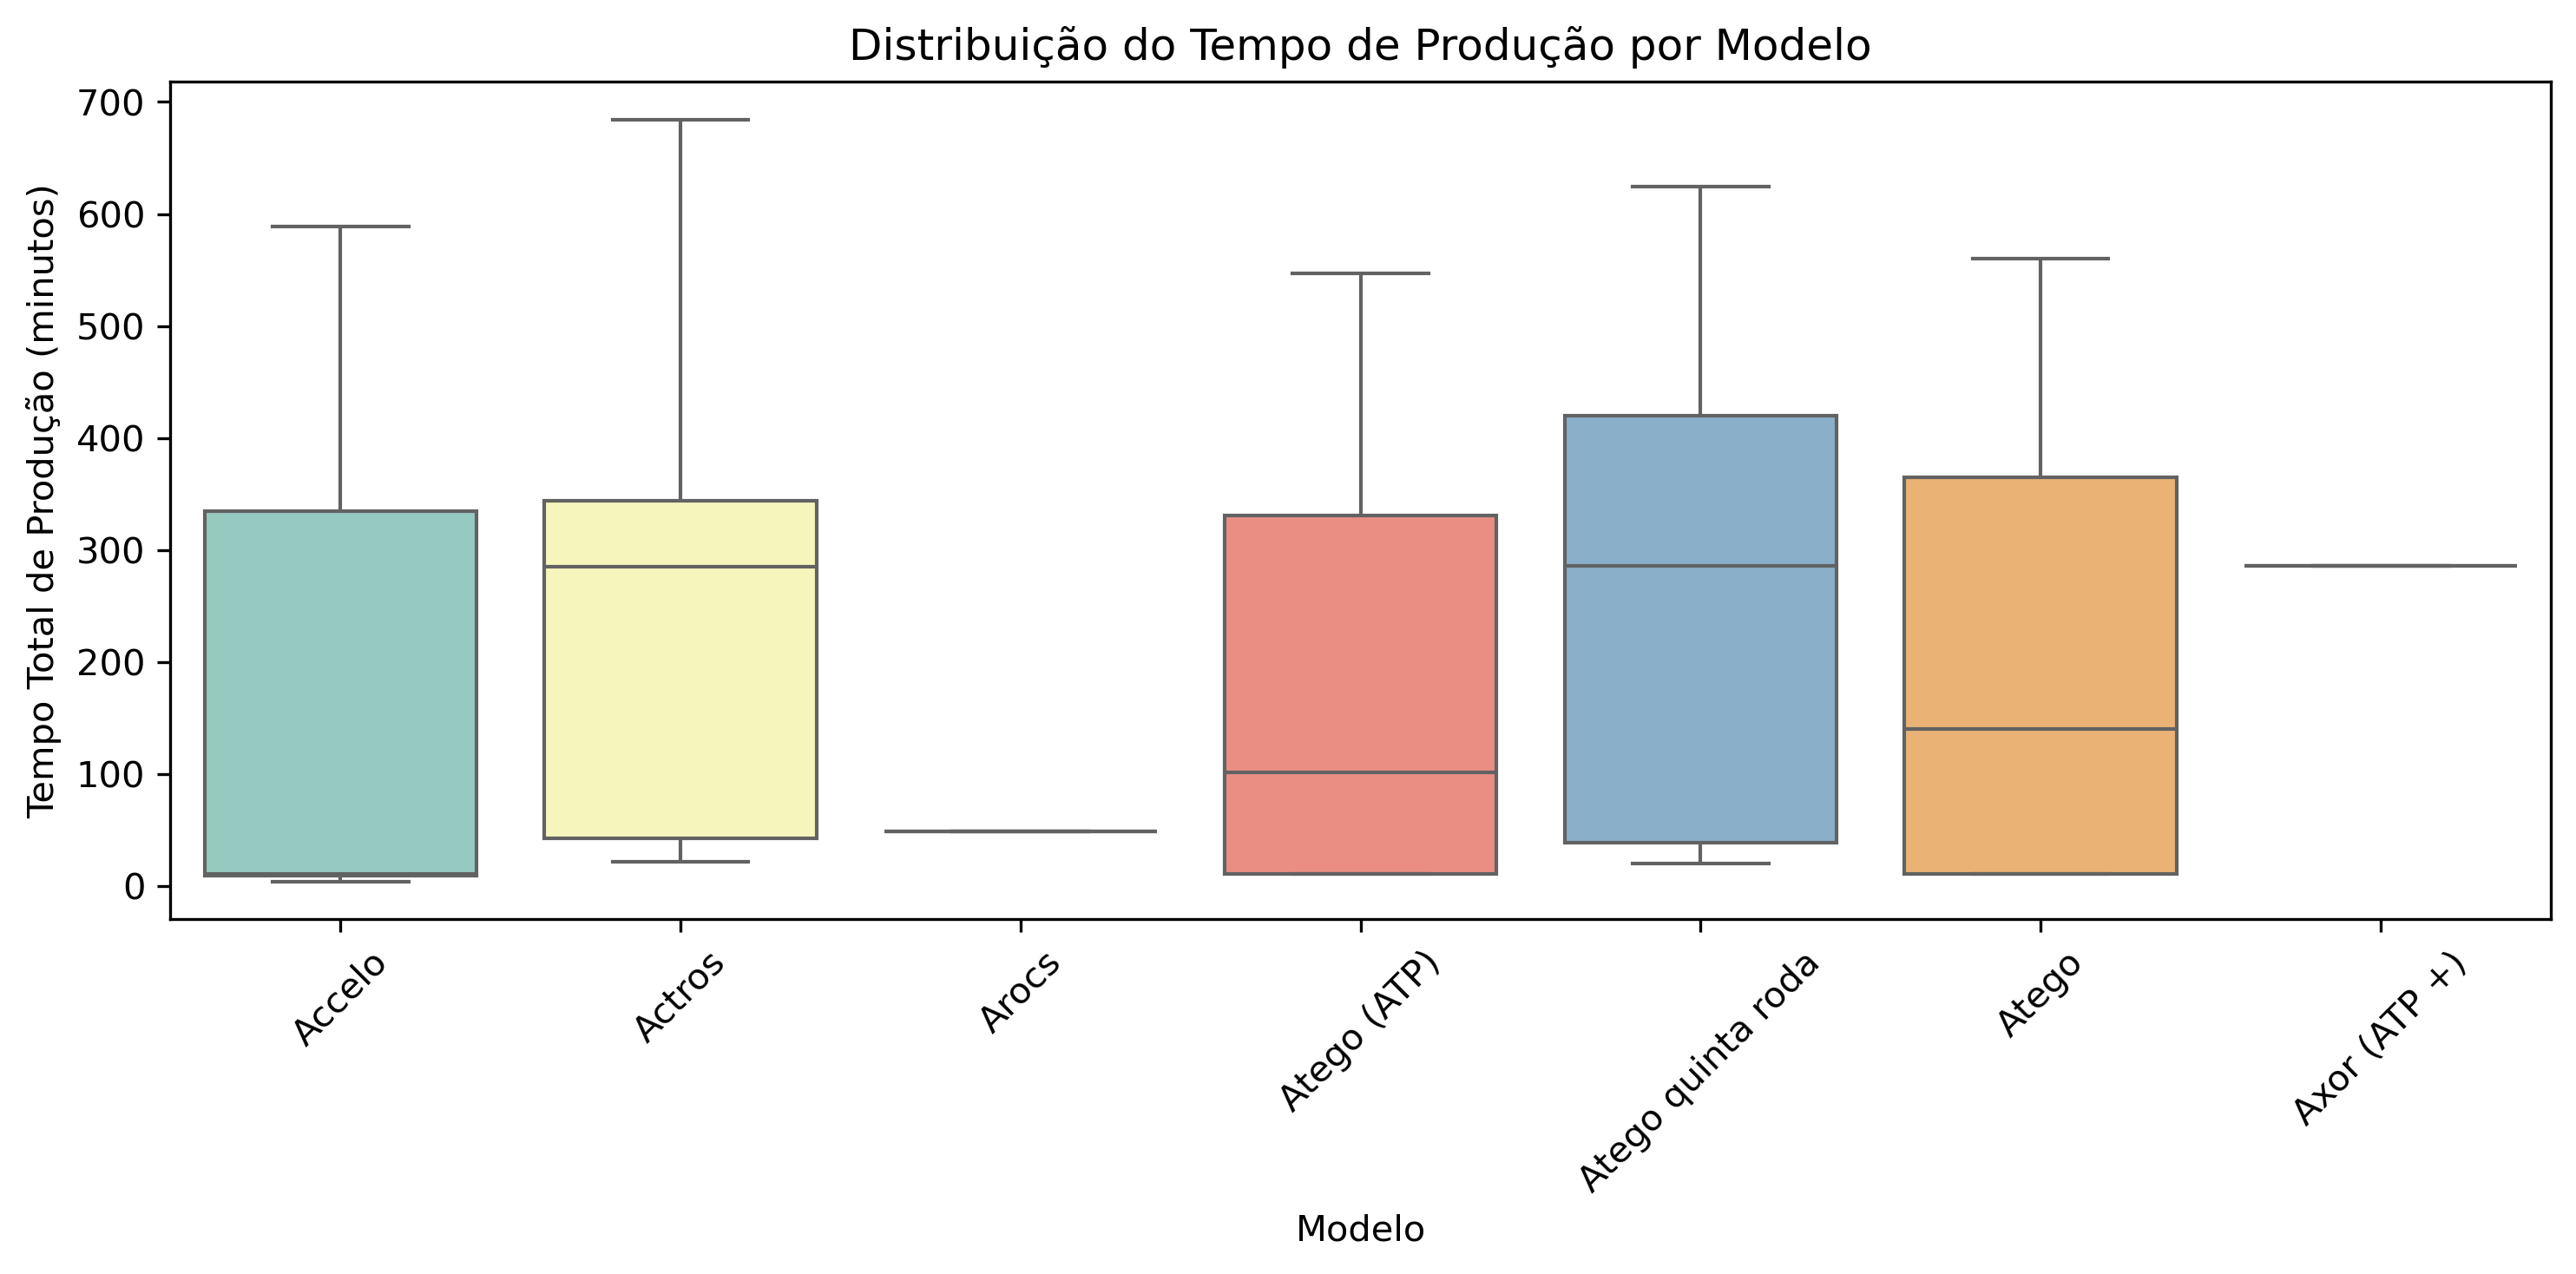 Distribuição do Tempo de Produção por Modelo
Tempo Total de Produção (minutos)
700
600
500
400
300
200
100
0
Accelo
Actros
Arocs
Atego (ATP)
Atego quinta roda
Atego
Axor (ATP +)
Modelo